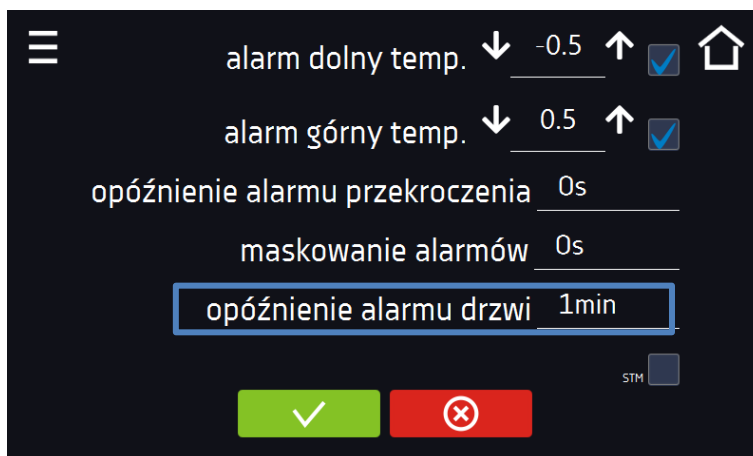 alarm dolny temp. -0.5
alarm górny temp. 0.5
opóźnienie alarmu przekroczenia 0s
maskowanie alarmów 0s
opóźnienie alarmu drzwi 1min
STM